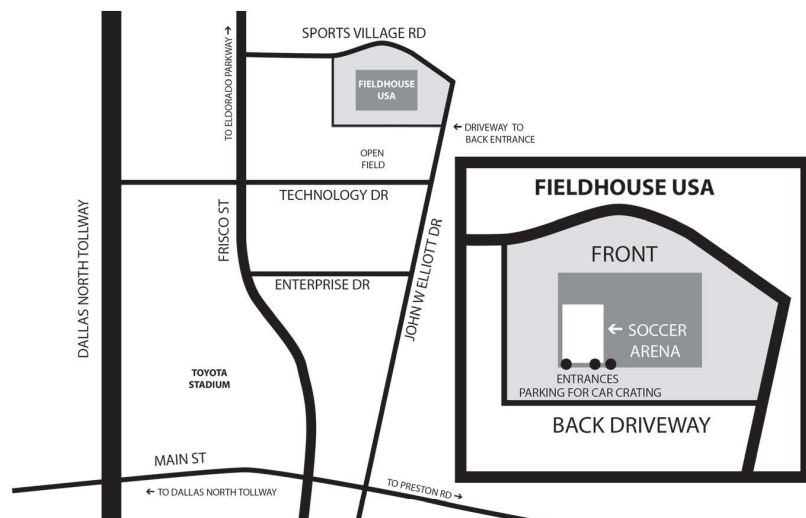 SPORTS VILLAGE RD
TO ELDORADO PARKWAY →
FIELDHOUSE
USA
← DRIVEWAY TO
BACK ENTRANCE
OPEN
FIELD
TECHNOLOGY DR
FRISCO ST
DALLAS NORTH TOLLWAY
JOHN W ELLIOTT DR
ENTERPRISE DR
TOYOTA
STADIUM
MAIN ST
← TO DALLAS NORTH TOLLWAY
TO PRESTON RD →
FIELDHOUSE USA
FRONT
← SOCCER
ARENA
ENTRANCES
PARKING FOR CAR CRATING
BACK DRIVEWAY